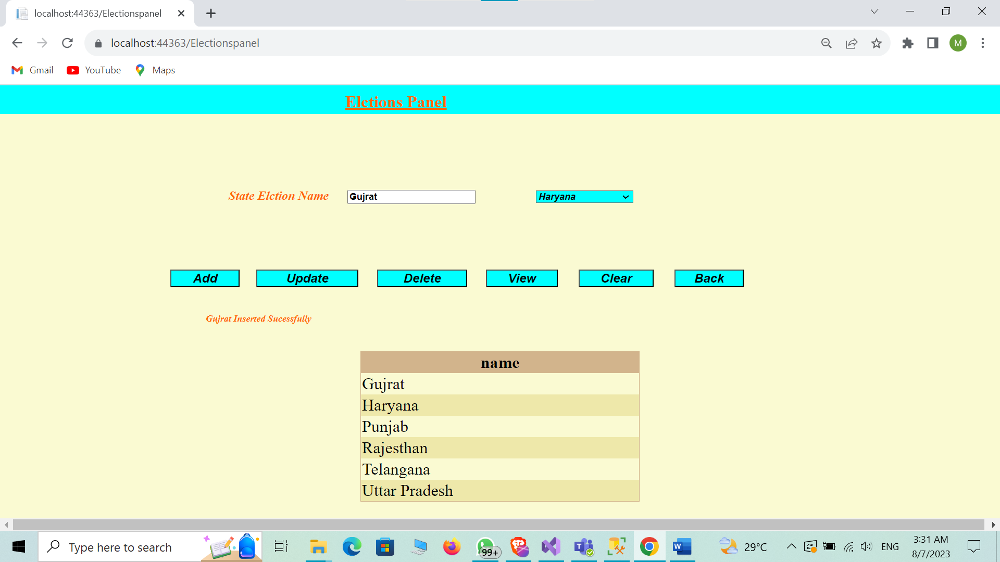 localhost:44363/Electionspanel
localhost:44363/Electionspanel
M
Gmail YouTube Maps
Elctions Panel
State Elction Name Gujrat Haryana
Add Update Delete View Clear Back
Gujrat Inserted Sucessfully
name
Gujrat
Haryana
Punjab
Rajesthan
Telangana
Uttar Pradesh
Type here to search 99+ 29°C ENG 3:31 AM
8/7/2023